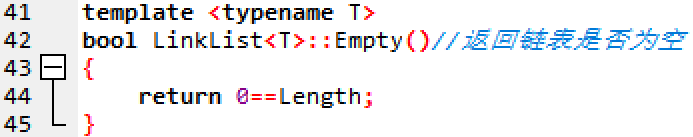 41 template <typename T>
42 bool LinkList<T>::Empty()//返回链表是否为空
43 {
44     return 0==Length;
45 }